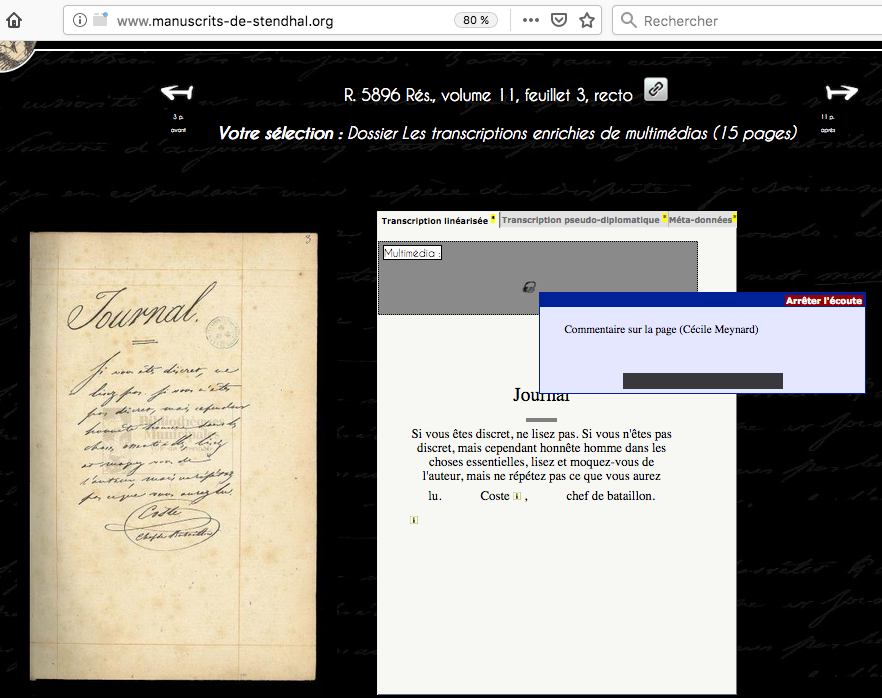 www.manuscrits-de-stendhal.org
80 %
Rechercher
R. 5896 Rés., volume 11, feuillet 3, recto
3 p.
avant
11 p.
après
Votre sélection : Dossier Les transcriptions enrichies de multimédias (15 pages)
3
Journal.
Si vous êtes discret, ne
lisez pas. Si vous n'êtes
pas discret, mais cependant
honnête homme dans les
choses essentielles, lisez
et moquez vous de
l'auteur, mais ne répétez
pas ce que vous aurez lu.
Coste
chef de Bataillon
Transcription linéarisée
Transcription pseudo-diplomatique
Méta-données
Multimédia :
Arrêter l'écoute
Commentaire sur la page (Cécile Meynard)
Journal
Si vous êtes discret, ne lisez pas. Si vous n'êtes pas
discret, mais cependant honnête homme dans les
choses essentielles, lisez et moquez-vous de
l'auteur, mais ne répétez pas ce que vous aurez
lu. Coste , chef de bataillon.